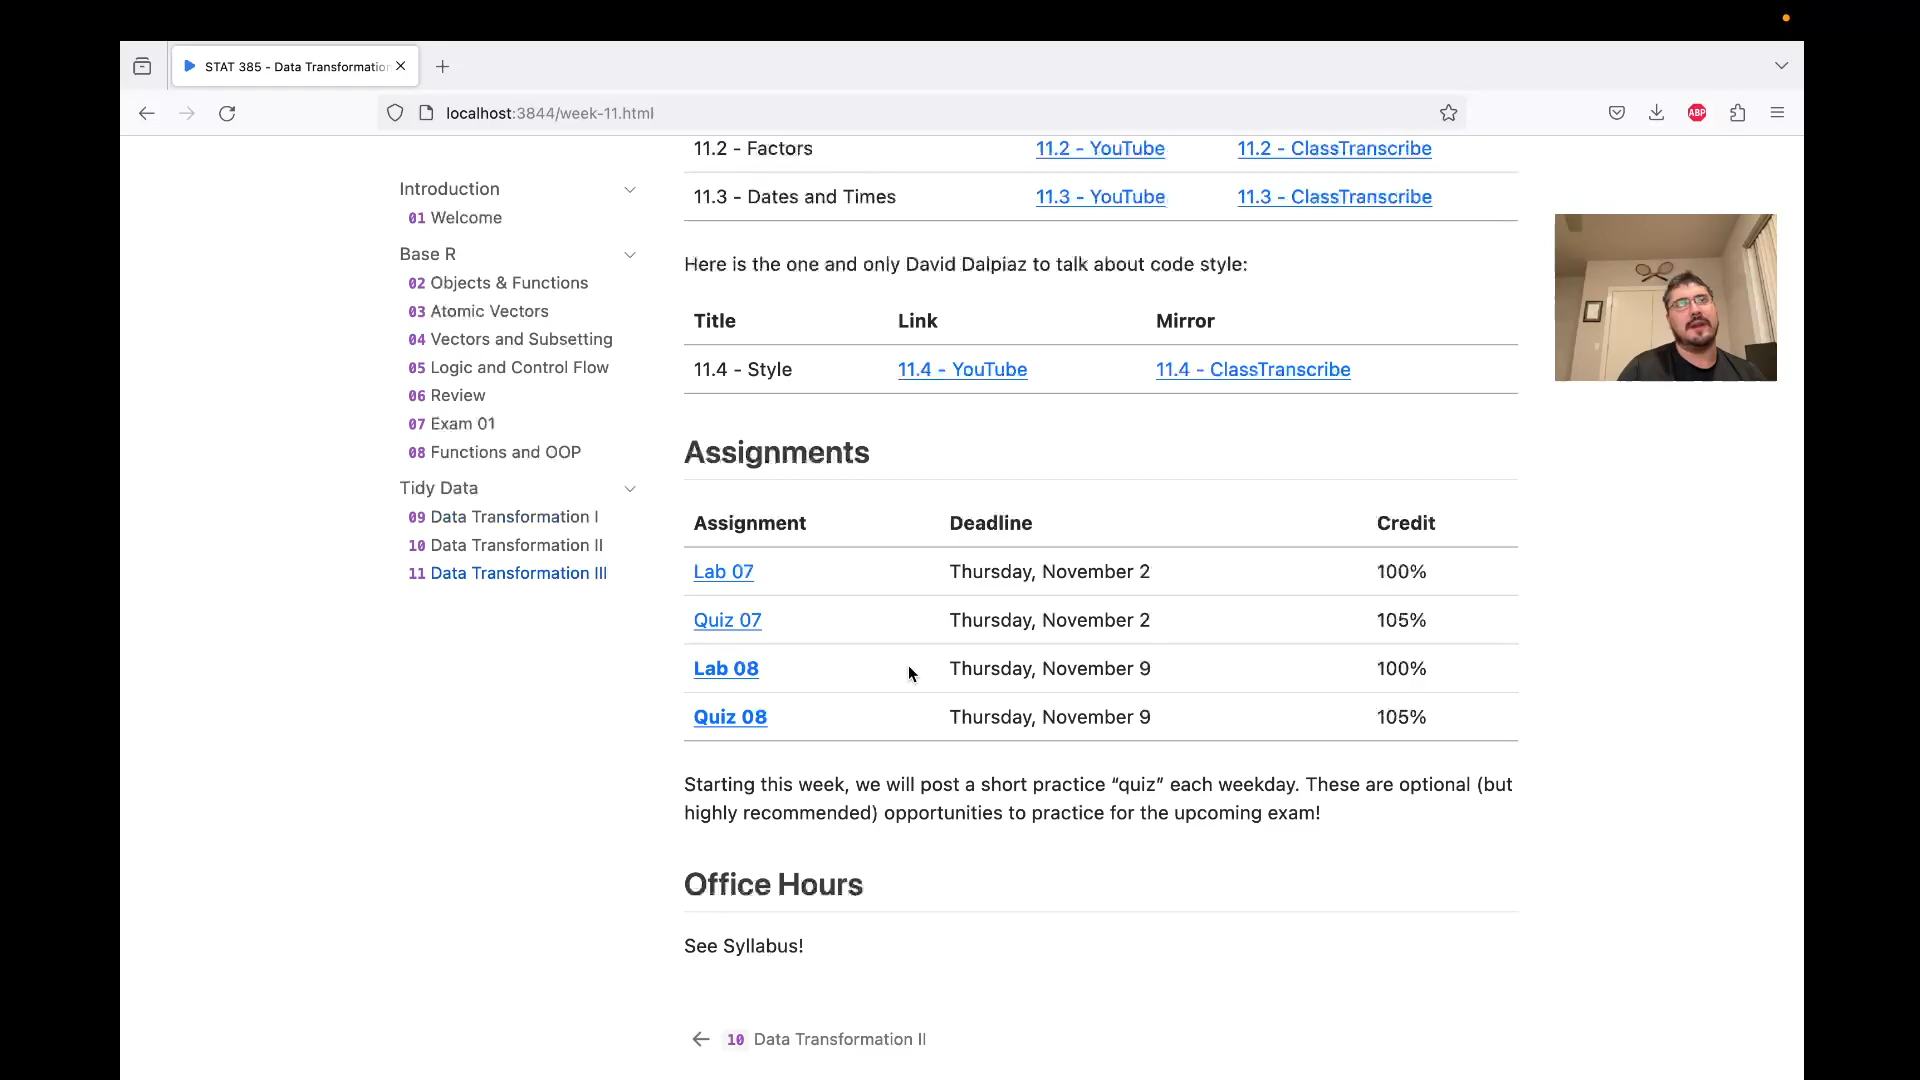 STAT 385 - Data Transformation
localhost:3844/week-11.html
ABP
Introduction
01 Welcome
Base R
02 Objects & Functions
03 Atomic Vectors
04 Vectors and Subsetting
05 Logic and Control Flow
06 Review
07 Exam 01
08 Functions and OOP
Tidy Data
09 Data Transformation I
10 Data Transformation II
11 Data Transformation III
11.2 - Factors 11.2 - YouTube 11.2 - ClassTranscribe
11.3 - Dates and Times 11.3 - YouTube 11.3 - ClassTranscribe
Here is the one and only David Dalpiaz to talk about code style:
Title Link Mirror
11.4 - Style 11.4 - YouTube 11.4 - ClassTranscribe
Assignments
Assignment Deadline Credit
Lab 07 Thursday, November 2 100%
Quiz 07 Thursday, November 2 105%
Lab 08 Thursday, November 9 100%
Quiz 08 Thursday, November 9 105%
Starting this week, we will post a short practice “quiz” each weekday. These are optional (but
highly recommended) opportunities to practice for the upcoming exam!
Office Hours
See Syllabus!
10 Data Transformation II